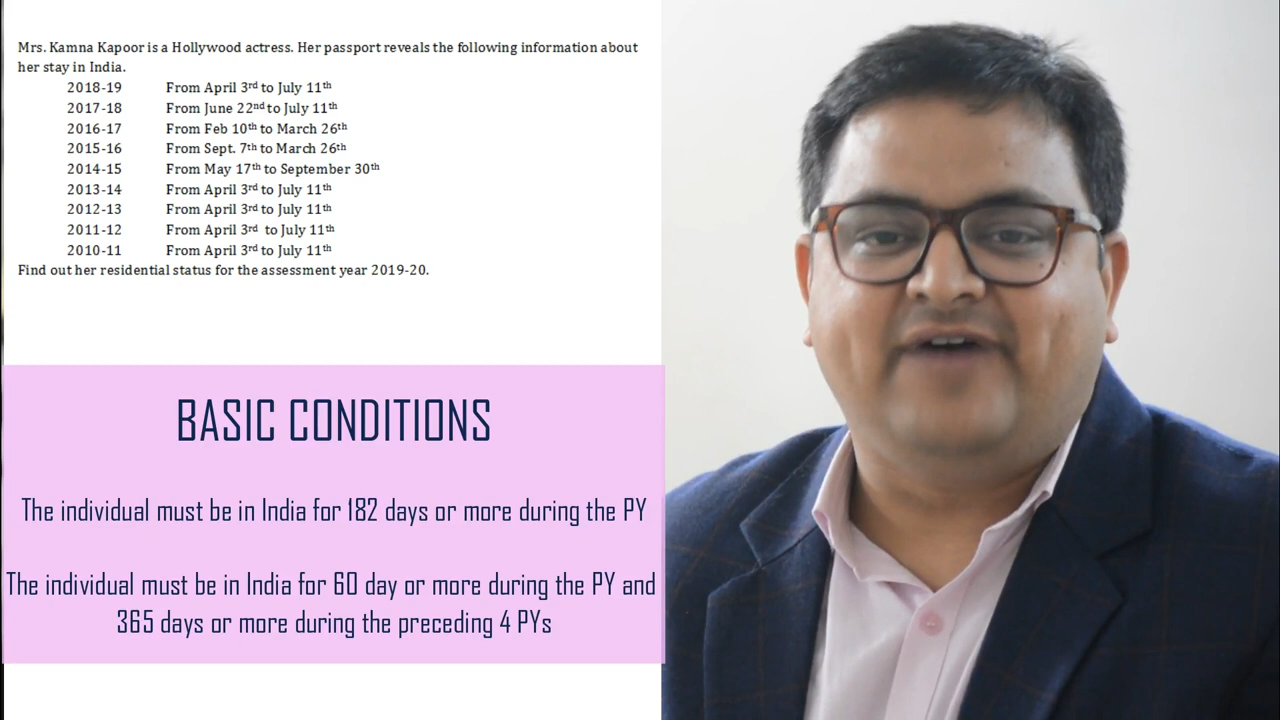 Mrs. Kamna Kapoor is a Hollywood actress. Her passport reveals the following information about
her stay in India.
2018-19 From April 3rd to July 11th
2017-18 From June 22nd to July 11th
2016-17 From Feb 10th to March 26th
2015-16 From Sept. 7th to March 26th
2014-15 From May 17th to September 30th
2013-14 From April 3rd to July 11th
2012-13 From April 3rd to July 11th
2011-12 From April 3rd to July 11th
2010-11 From April 3rd to July 11th
Find out her residential status for the assessment year 2019-20.
BASIC CONDITIONS
The individual must be in India for 182 days or more during the PY
The individual must be in India for 60 day or more during the PY and
365 days or more during the preceding 4 PYs